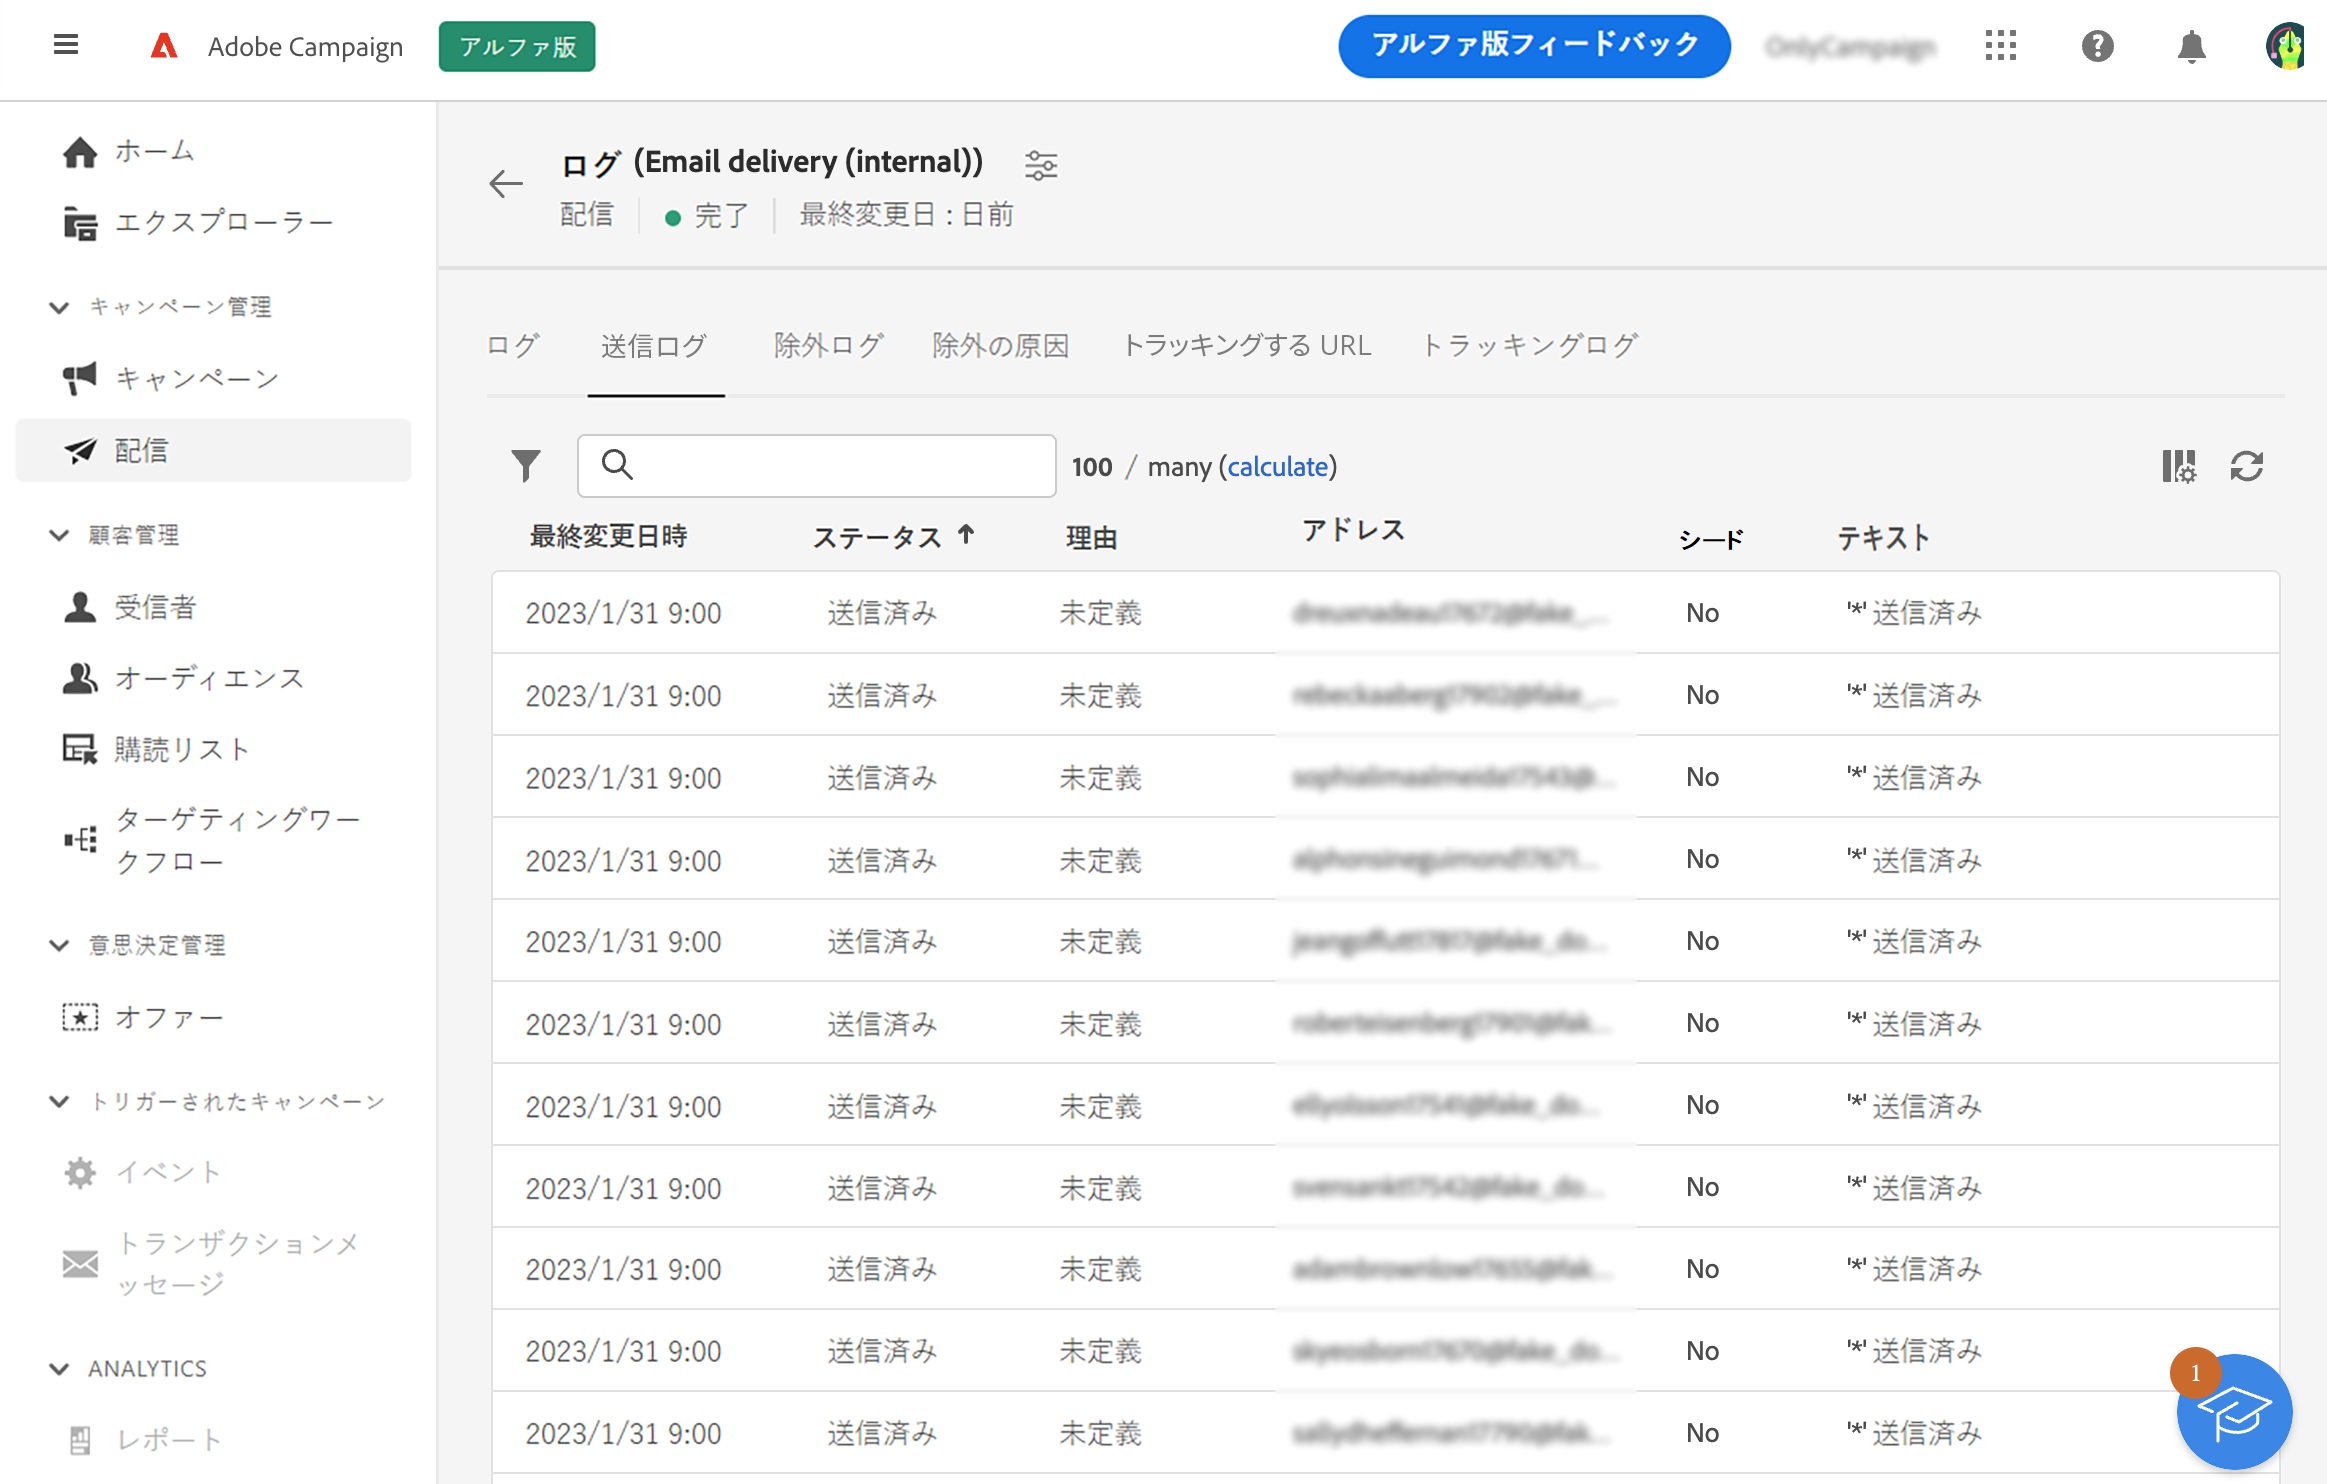 Adobe Campaign アルファ版 アルファ版フィードバック
ホーム
エクスプローラー
キャンペーン管理
キャンペーン
配信
顧客管理
受信者
オーディエンス
購読リスト
ターゲティングワー
クフロー
意思決定管理
オファー
トリガーされたキャンペーン
イベント
トランザクションメ
ッセージ
ANALYTICS
レポート
ログ (Email delivery (internal))
配信 完了 最終変更日 : 日前
ログ 送信ログ 除外ログ 除外の原因 トラッキングする URL トラッキングログ
100 / many (calculate)
最終変更日時 ステータス 理由 アドレス シード テキスト
2023/1/31 9:00 送信済み 未定義 No '*' 送信済み
2023/1/31 9:00 送信済み 未定義 No '*' 送信済み
2023/1/31 9:00 送信済み 未定義 No '*' 送信済み
2023/1/31 9:00 送信済み 未定義 No '*' 送信済み
2023/1/31 9:00 送信済み 未定義 No '*' 送信済み
2023/1/31 9:00 送信済み 未定義 No '*' 送信済み
2023/1/31 9:00 送信済み 未定義 No '*' 送信済み
2023/1/31 9:00 送信済み 未定義 No '*' 送信済み
2023/1/31 9:00 送信済み 未定義 No '*' 送信済み
2023/1/31 9:00 送信済み 未定義 No '*' 送信済み
2023/1/31 9:00 送信済み 未定義 No '*' 送信済み
1